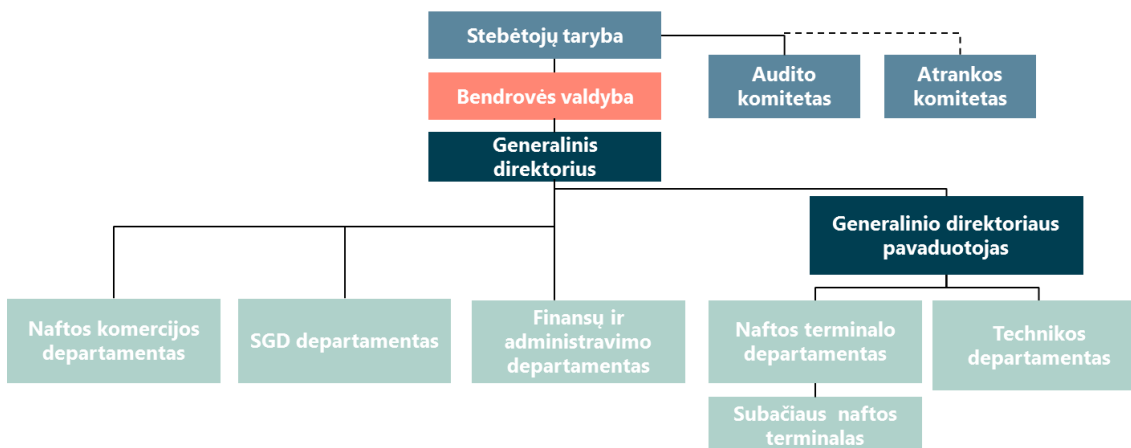 Stebėtojų taryba
Audito
komitetas
Atrankos
komitetas
Bendrovės valdyba
Generalinis
direktorius
Generalinio direktoriaus
pavaduotojas
Naftos komercijos
departamentas
SGD departamentas
Finansų ir
administravimo
departamentas
Naftos terminalo
departamentas
Technikos
departamentas
Subačiaus naftos
terminalas